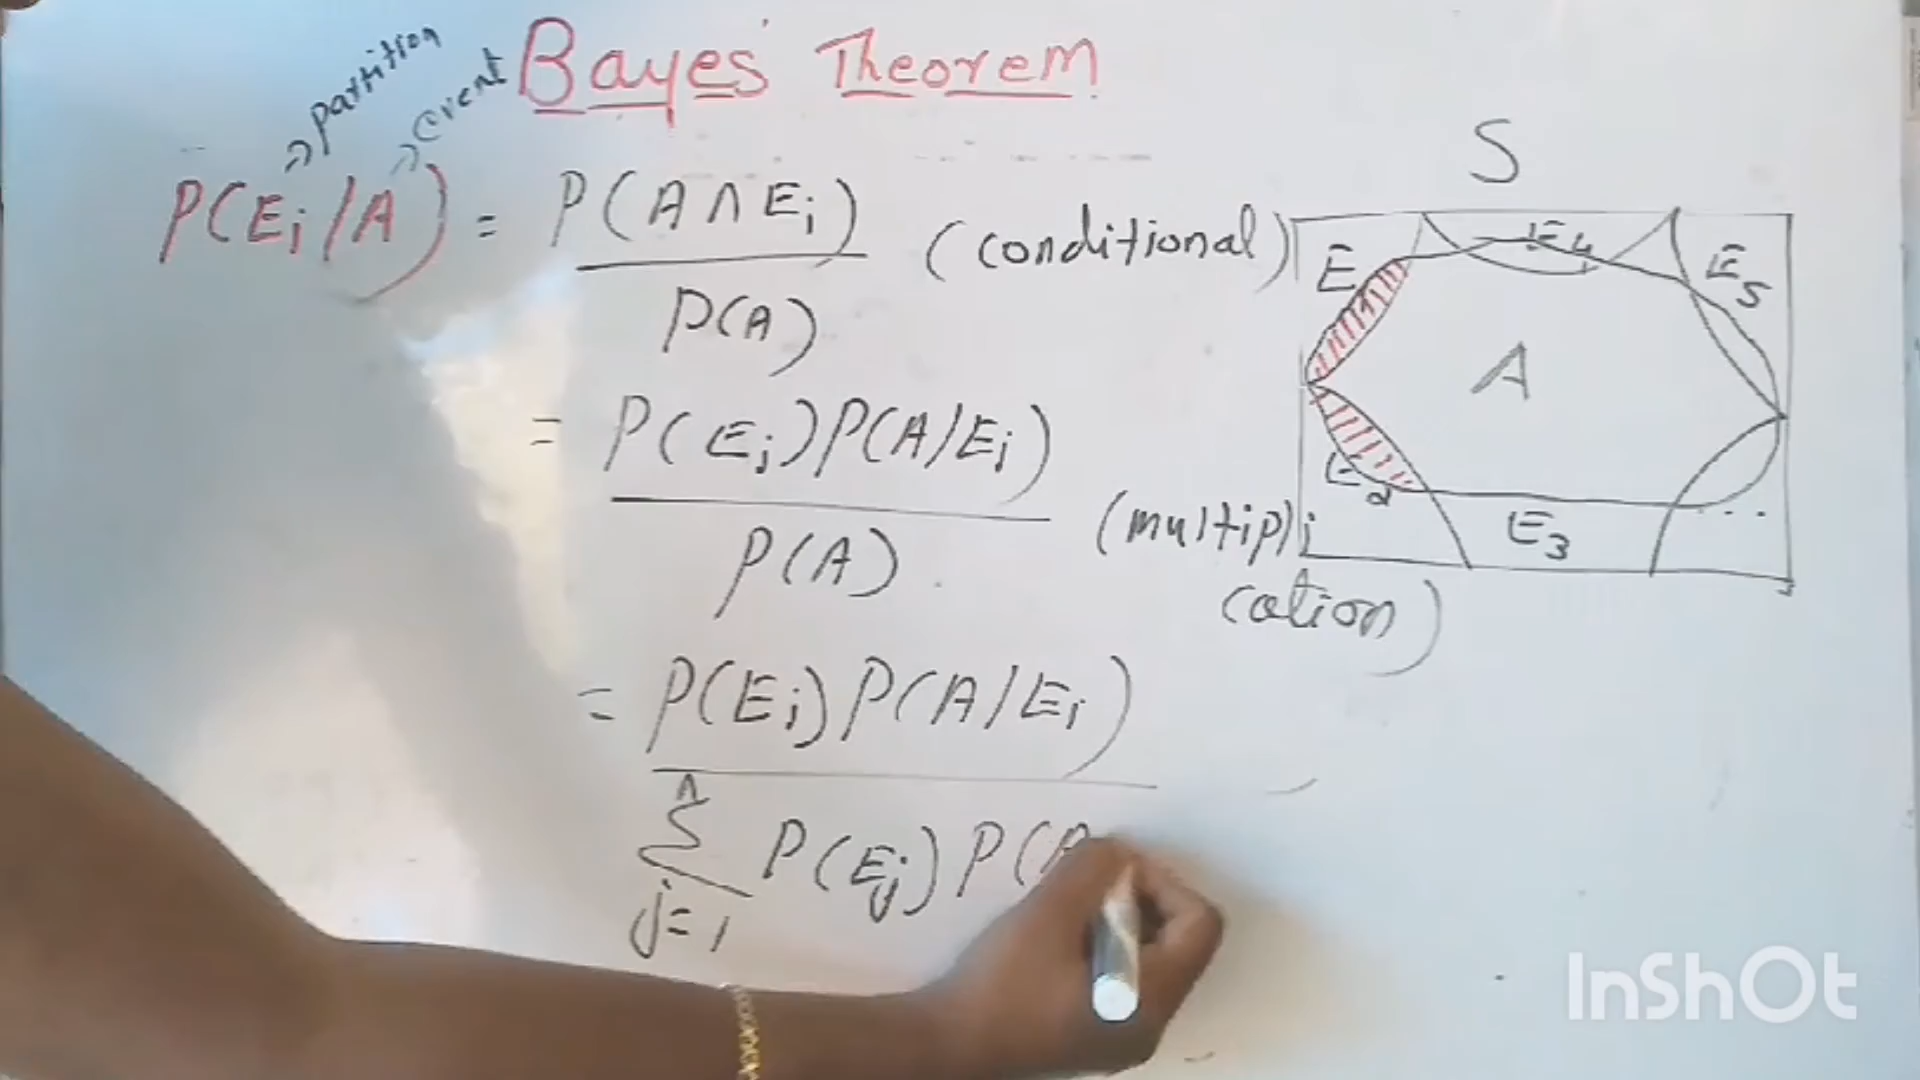 Bayes' Theorem
partition
event
P(Ei/A) = P(A∩Ei) (conditional)
P(A)
= P(Ei)P(A/Ei)
P(A) (multipli
cation)
= P(Ei)P(A/Ei)
n
Σ P(Ej)P(A
j=1
S
E
E4
E5
A
E2
E3
...
InShOt